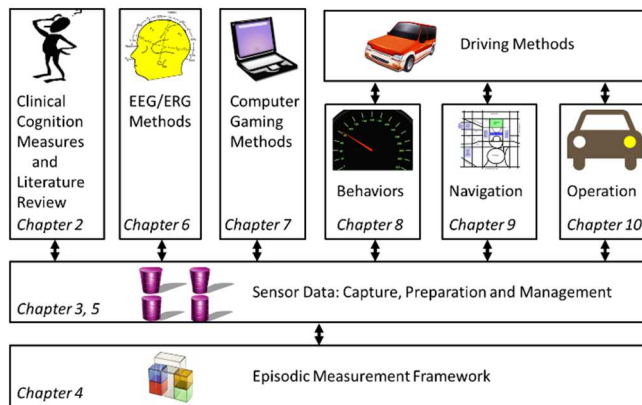 Clinical
Cognition
Measures
and
Literature
Review
Chapter 2
EEG/ERG
Methods
Chapter 6
Computer
Gaming
Methods
Chapter 7
Driving Methods
Behaviors
Chapter 8
Navigation
Chapter 9
Operation
Chapter 10
Sensor Data: Capture, Preparation and Management
Chapter 3, 5
Episodic Measurement Framework
Chapter 4